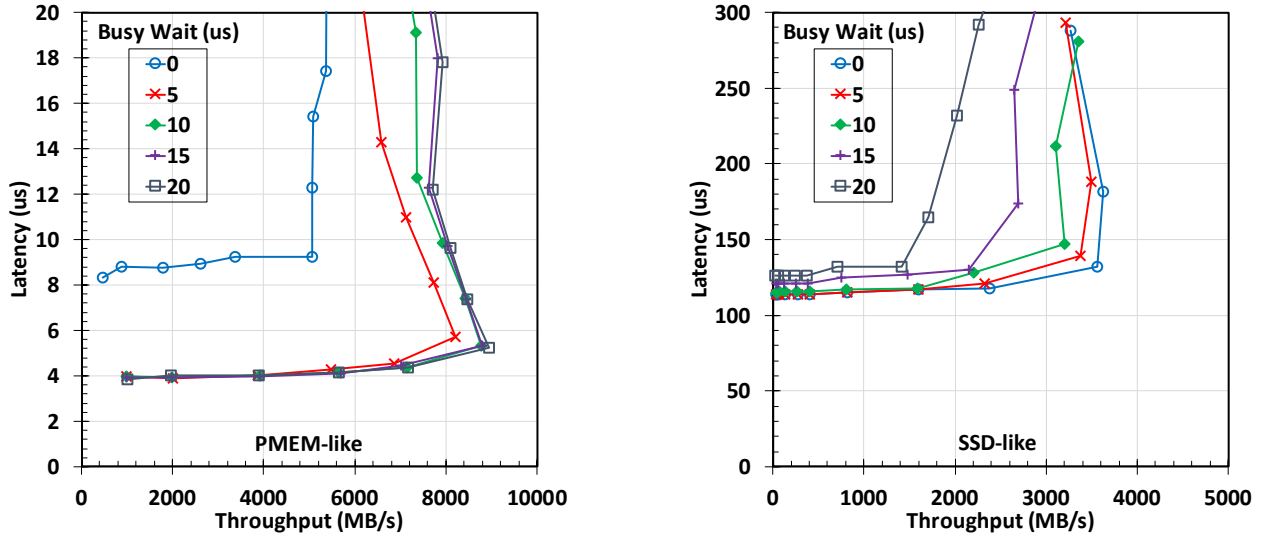 20
18
16
14
12
10
8
6
4
2
0
Latency (us)
Busy Wait (us)
0
5
10
15
20
PMEM-like
0 2000 4000 6000 8000 10000
Throughput (MB/s)
300
250
200
150
100
50
0
Latency (us)
Busy Wait (us)
0
5
10
15
20
SSD-like
0 1000 2000 3000 4000 5000
Throughput (MB/s)